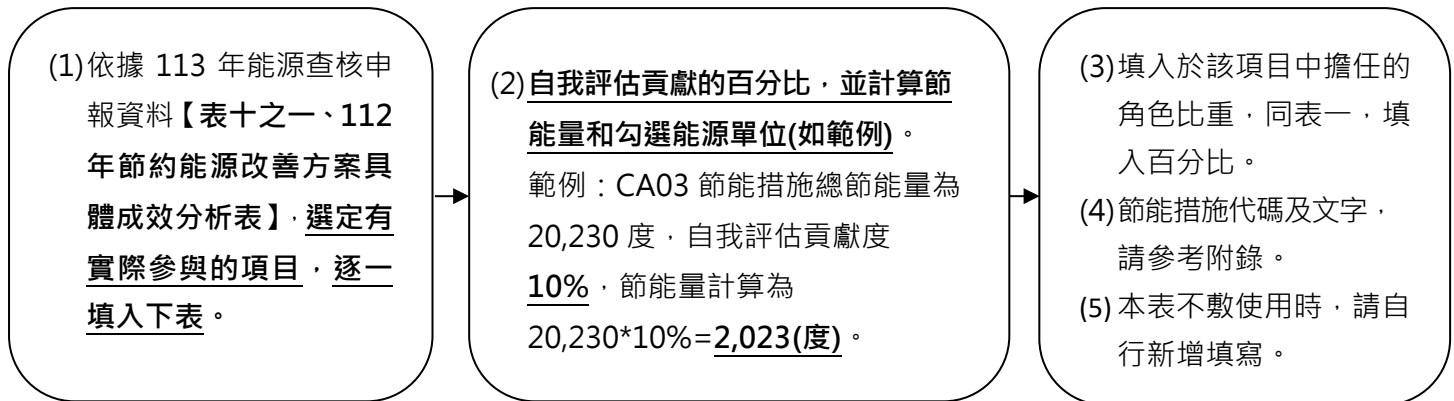 (1)依據 113 年能源查核申
報資料【表十之一、112
年節約能源改善方案具
體成效分析表】,選定有
實際參與的項目,逐一
填入下表。
(2)自我評估貢獻的百分比,並計算節
能量和勾選能源單位(如範例)。
範例:CA03 節能措施總節能量為
20,230 度,自我評估貢獻度
10%,節能量計算為
20,230*10%=2,023(度)。
(3)填入於該項目中擔任的
角色比重,同表一,填
入百分比。
(4)節能措施代碼及文字,
請參考附錄。
(5) 本表不敷使用時,請自
行新增填寫。